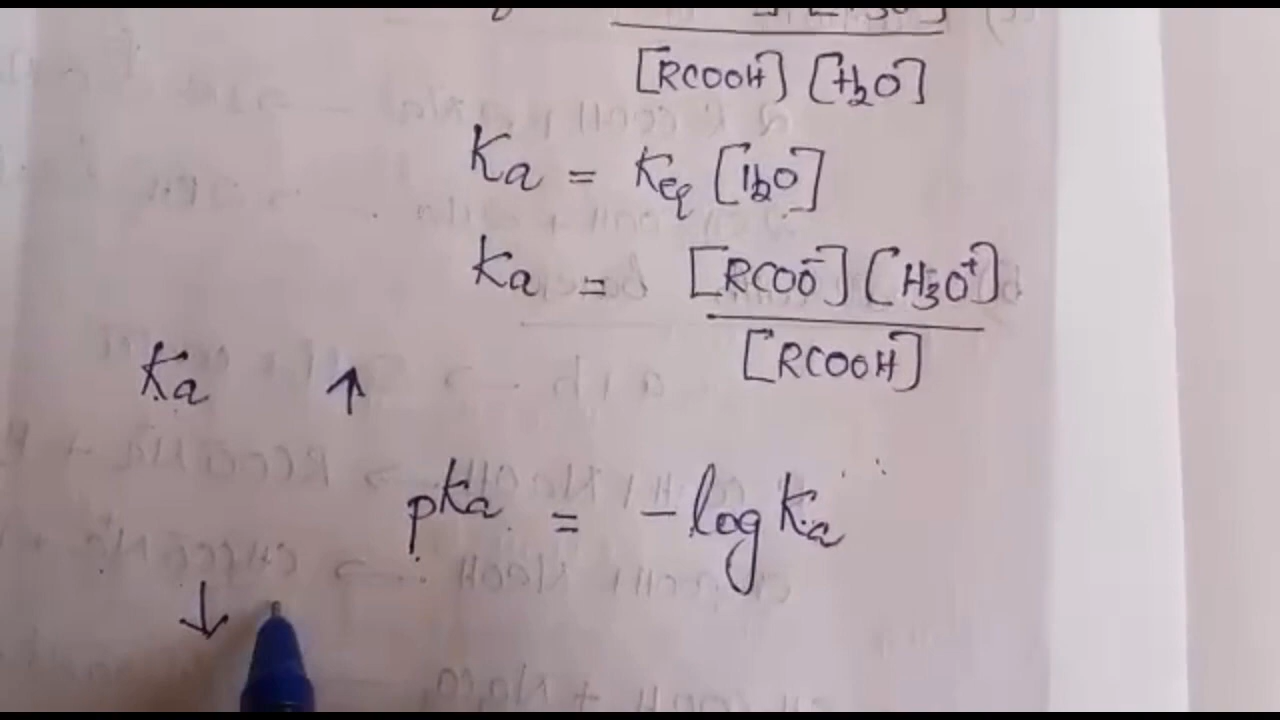 [RCOOH] [H₂O]
Ka = Keq [H₂O]
Ka = [RCOO⁻] [H₃O⁺]
[RCOOH]
Ka ↑
pKa = -log Ka
↓